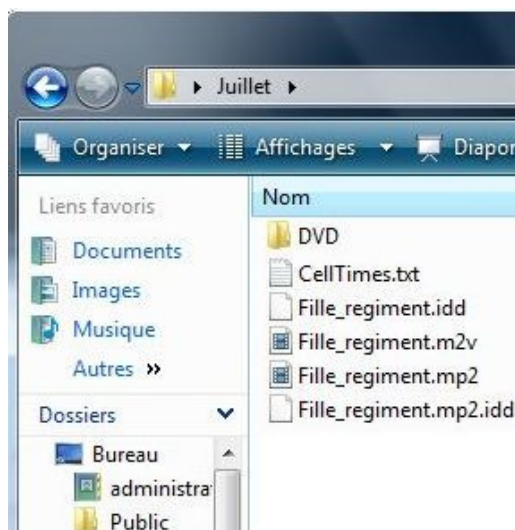 Juillet
Organiser Affichages Diapor
Liens favoris
Documents
Images
Musique
Autres »
Dossiers
Bureau
administra
Public
Nom
DVD
CellTimes.txt
Fille_regiment.idd
Fille_regiment.m2v
Fille_regiment.mp2
Fille_regiment.mp2.idd